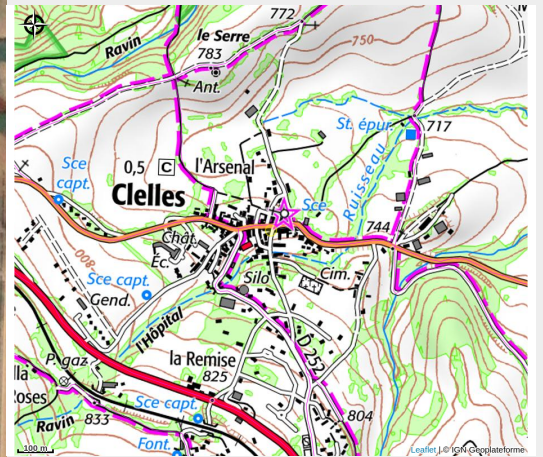 772
Ravin
le Serre
750
783
Ant.
St. épur.
717
Sce
capt.
0,5 C
l'Arsenal
Ruisseau
Clelles
Sce
744
Chât.
800
Éc.
Sce capt.
Silo
Cim.
Gend.
l'Hôpital
D 252
P. gaz
la Remise
825
lla
Roses
Sce capt.
804
833
Ravin
Font.
100 m
Leaflet | © IGN Geoplateforme